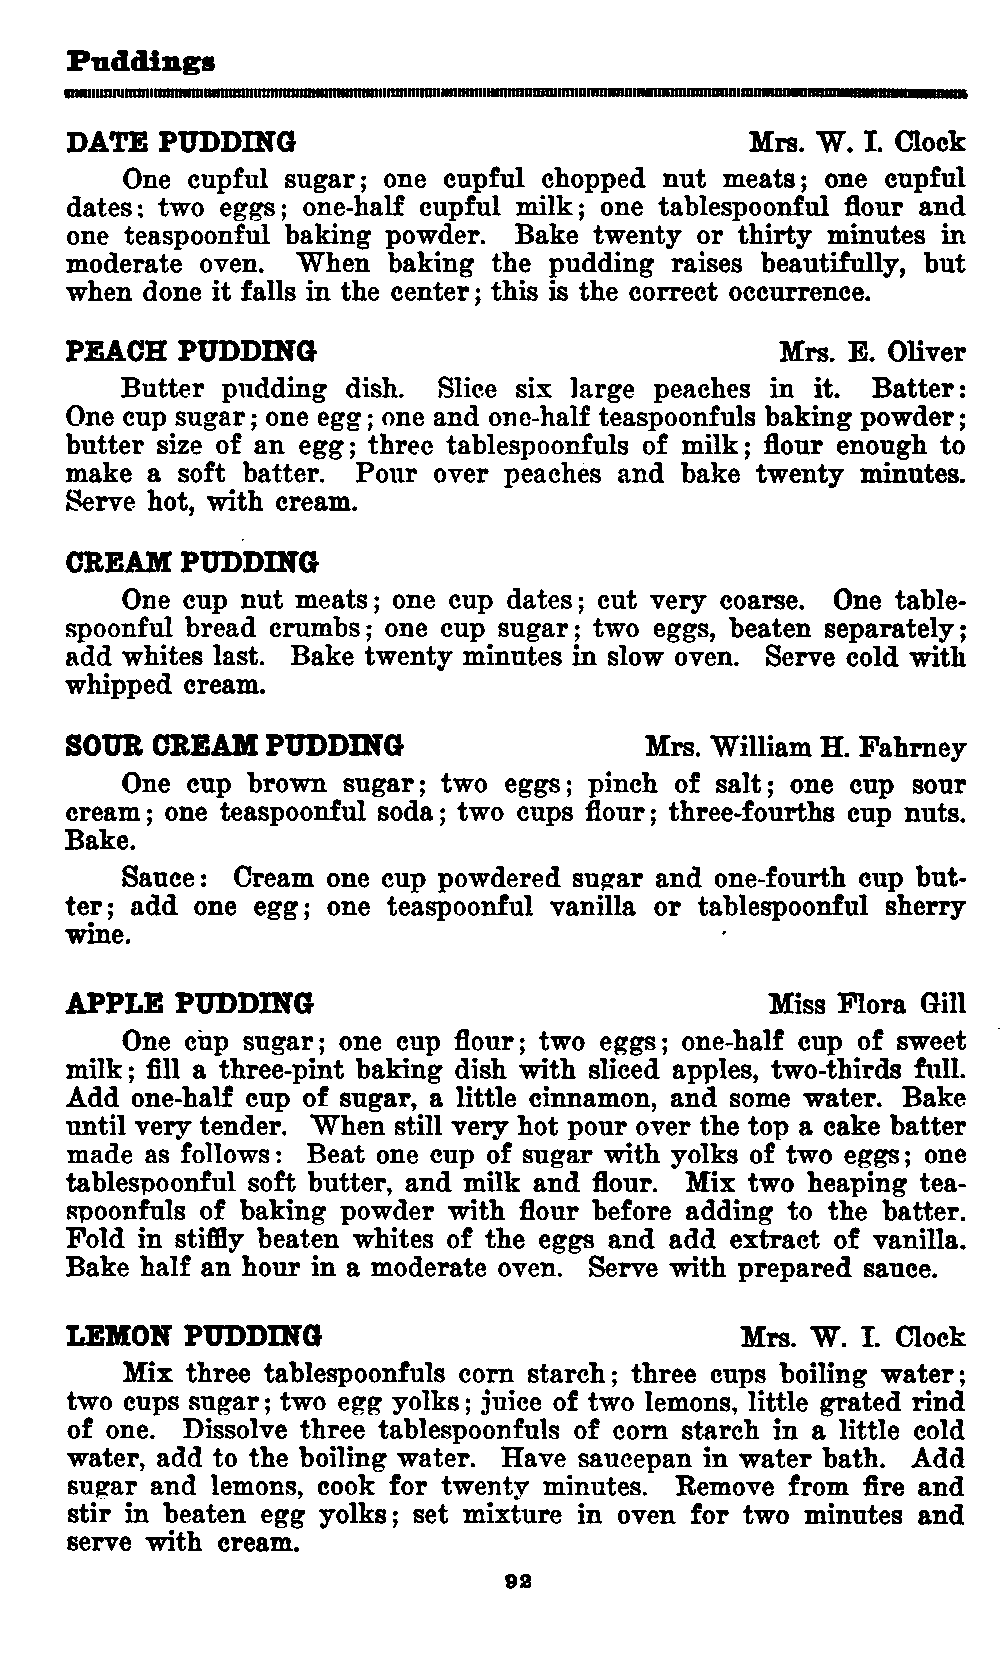 Puddings
DATE PUDDING Mrs. W. I. Clock
One cupful sugar; one cupful chopped nut meats; one cupful
dates; two eggs; one-half cupful milk; one tablespoonful flour and
one teaspoonful baking powder. Bake twenty or thirty minutes in
moderate oven. When baking the pudding raises beautifully, but
when done it falls in the center; this is the correct occurrence.
PEACH PUDDING Mrs. E. Oliver
Butter pudding dish. Slice six large peaches in it. Batter:
One cup sugar; one egg; one and one-half teaspoonfuls baking powder;
butter size of an egg; three tablespoonfuls of milk; flour enough to
make a soft batter. Pour over peaches and bake twenty minutes.
Serve hot, with cream.
CREAM PUDDING
One cup nut meats; one cup dates; cut very coarse. One table-
spoonful bread crumbs; one cup sugar; two eggs, beaten separately;
add whites last. Bake twenty minutes in slow oven. Serve cold with
whipped cream.
SOUR CREAM PUDDING Mrs. William H. Fahrney
One cup brown sugar; two eggs; pinch of salt; one cup sour
cream; one teaspoonful soda; two cups flour; three-fourths cup nuts.
Bake.
Sauce: Cream one cup powdered sugar and one-fourth cup but-
ter; add one egg; one teaspoonful vanilla or tablespoonful sherry
wine.
APPLE PUDDING Miss Flora Gill
One cup sugar; one cup flour; two eggs; one-half cup of sweet
milk; fill a three-pint baking dish with sliced apples, two-thirds full.
Add one-half cup of sugar, a little cinnamon, and some water. Bake
until very tender. When still very hot pour over the top a cake batter
made as follows: Beat one cup of sugar with yolks of two eggs; one
tablespoonful soft butter, and milk and flour. Mix two heaping tea-
spoonfuls of baking powder with flour before adding to the batter.
Fold in stiffly beaten whites of the eggs and add extract of vanilla.
Bake half an hour in a moderate oven. Serve with prepared sauce.
LEMON PUDDING Mrs. W. I. Clock
Mix three tablespoonfuls corn starch; three cups boiling water;
two cups sugar; two egg yolks; juice of two lemons, little grated rind
of one. Dissolve three tablespoonfuls of corn starch in a little cold
water, add to the boiling water. Have saucepan in water bath. Add
sugar and lemons, cook for twenty minutes. Remove from fire and
stir in beaten egg yolks; set mixture in oven for two minutes and
serve with cream.
92